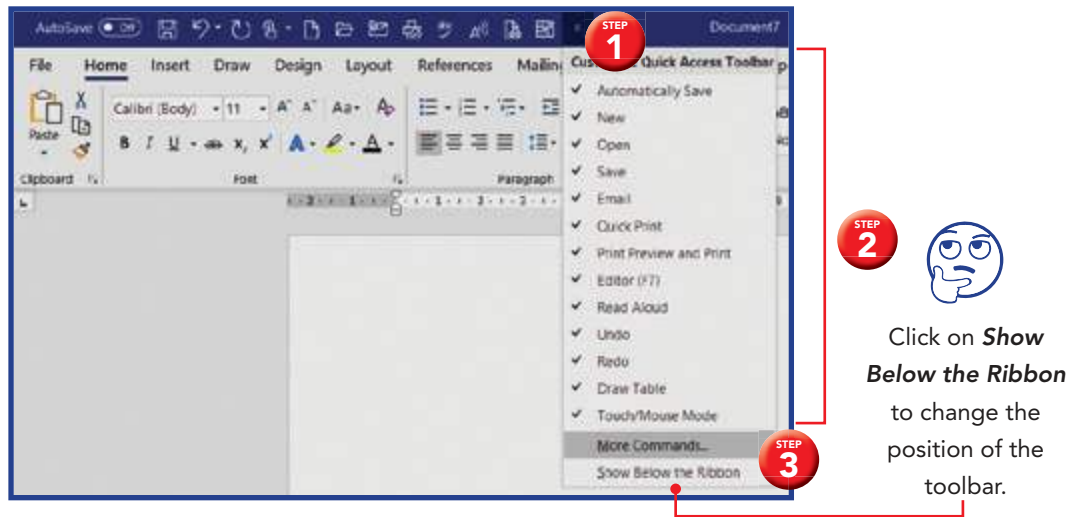 AutoSave Off Document7
STEP
1
File Home Insert Draw Design Layout References Mailin
Quick Access Toolbar
Calibri (Body) 11 Aa
Automatically Save
New
Paste
B I U ab x, x' A A
Open
Clipboard Font Paragraph
Save
Email
Quick Print
Print Preview and Print
STEP
2
Editor (F7)
Read Aloud
Undo
Redo
Draw Table
Touch/Mouse Mode
More Commands...
STEP
3
Show Below the Ribbon
Click on Show
Below the Ribbon
to change the
position of the
toolbar.